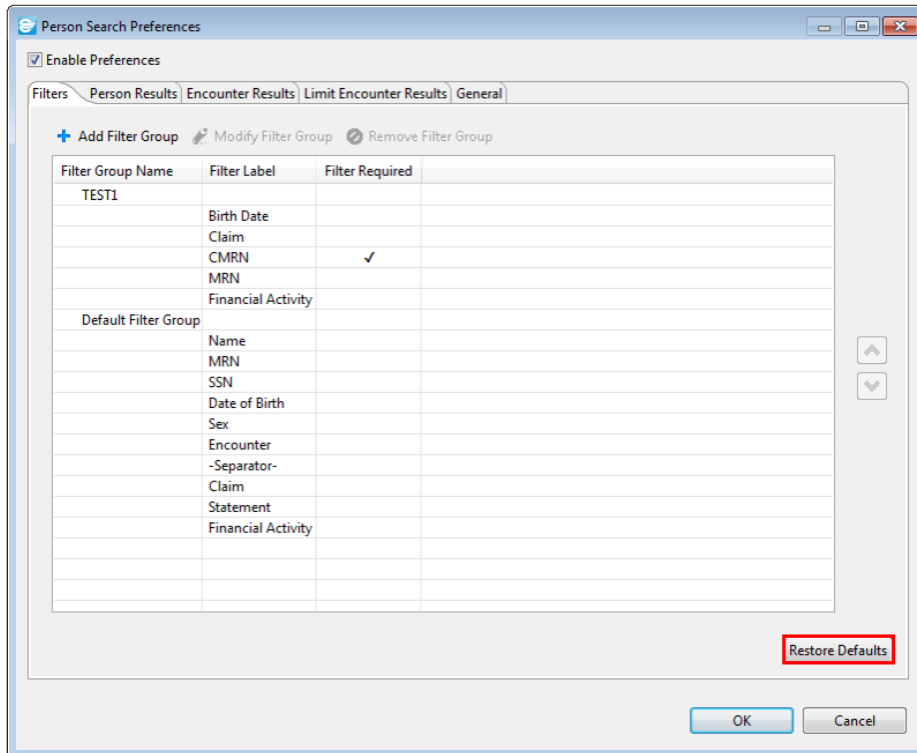 Person Search Preferences
Enable Preferences
Filters Person Results Encounter Results Limit Encounter Results General
Add Filter Group Modify Filter Group Remove Filter Group
Filter Group Name Filter Label Filter Required
TEST1
Birth Date
Claim
CMRN ✓
MRN
Financial Activity
Default Filter Group
Name
MRN
SSN
Date of Birth
Sex
Encounter
-Separator-
Claim
Statement
Financial Activity
Restore Defaults
OK Cancel